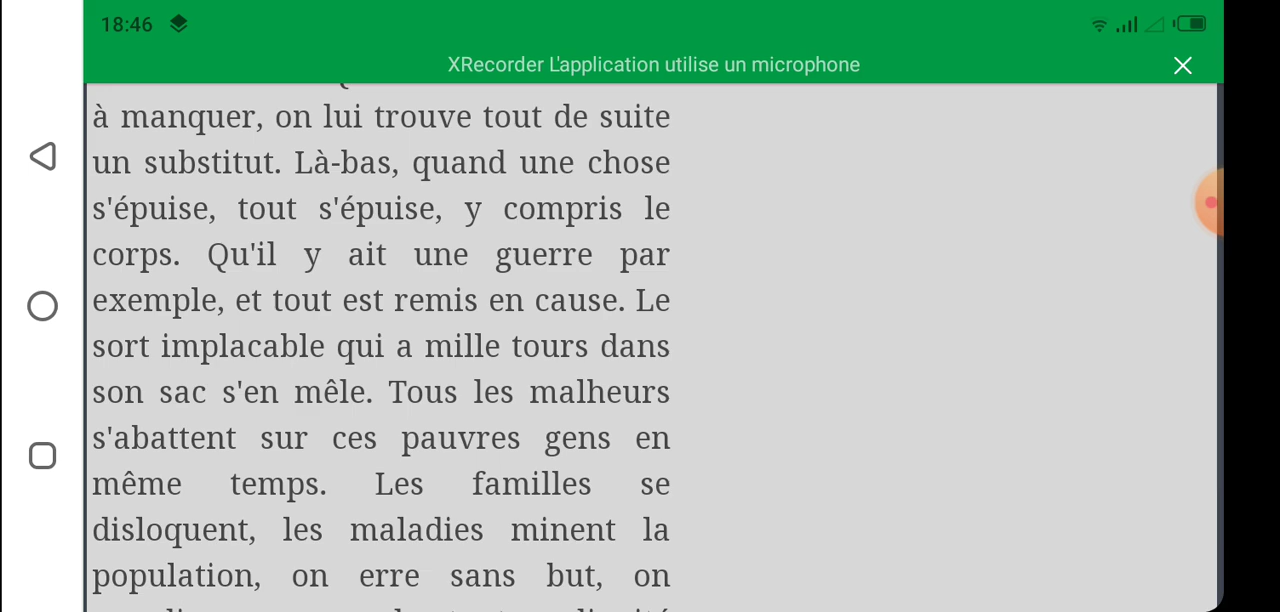 18:46
XRecorder L'application utilise un microphone
à manquer, on lui trouve tout de suite
un substitut. Là-bas, quand une chose
s'épuise, tout s'épuise, y compris le
corps. Qu'il y ait une guerre par
exemple, et tout est remis en cause. Le
sort implacable qui a mille tours dans
son sac s'en mêle. Tous les malheurs
s'abattent sur ces pauvres gens en
même temps. Les familles se
disloquent, les maladies minent la
population, on erre sans but, on